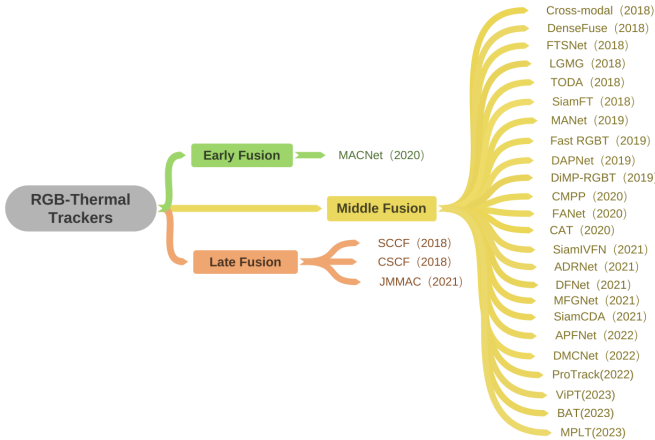 RGB-Thermal
Trackers
Early Fusion
MACNet（2020）
Middle Fusion
Cross-modal（2018）
DenseFuse（2018）
FTSNet（2018）
LGMG（2018）
TODA（2018）
SiamFT（2018）
MANet（2019）
Fast RGBT（2019）
DAPNet（2019）
DiMP-RGBT（2019）
CMPP（2020）
FANet（2020）
CAT（2020）
SiamIVFN（2021）
ADRNet（2021）
DFNet（2021）
MFGNet（2021）
SiamCDA（2021）
APFNet（2022）
DMCNet（2022）
ProTrack(2022)
ViPT(2023)
BAT(2023)
MPLT(2023)
Late Fusion
SCCF（2018）
CSCF（2018）
JMMAC（2021）